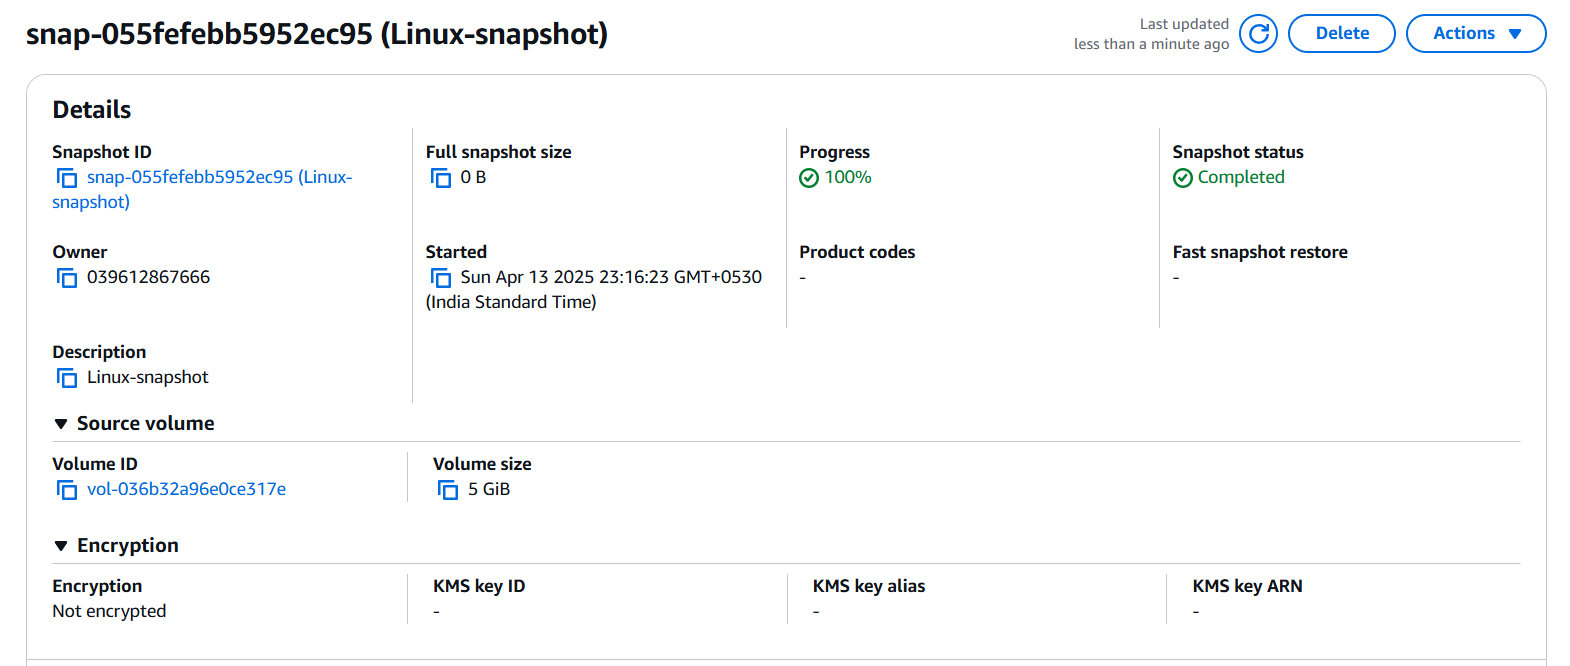 snap-055fefebb5952ec95 (Linux-snapshot)
Last updated
less than a minute ago
Delete
Actions
Details
Snapshot ID
snap-055fefebb5952ec95 (Linux-
snapshot)
Full snapshot size
0 B
Progress
100%
Snapshot status
Completed
Owner
039612867666
Started
Sun Apr 13 2025 23:16:23 GMT+0530
(India Standard Time)
Product codes
-
Fast snapshot restore
-
Description
Linux-snapshot
Source volume
Volume ID
vol-036b32a96e0ce317e
Volume size
5 GiB
Encryption
Encryption
Not encrypted
KMS key ID
-
KMS key alias
-
KMS key ARN
-